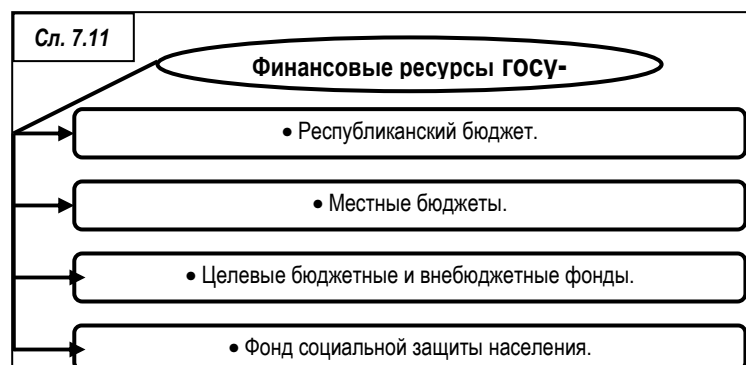 Сл. 7.11
Финансовые ресурсы госу-
• Республиканский бюджет.
• Местные бюджеты.
• Целевые бюджетные и внебюджетные фонды.
• Фонд социальной защиты населения.